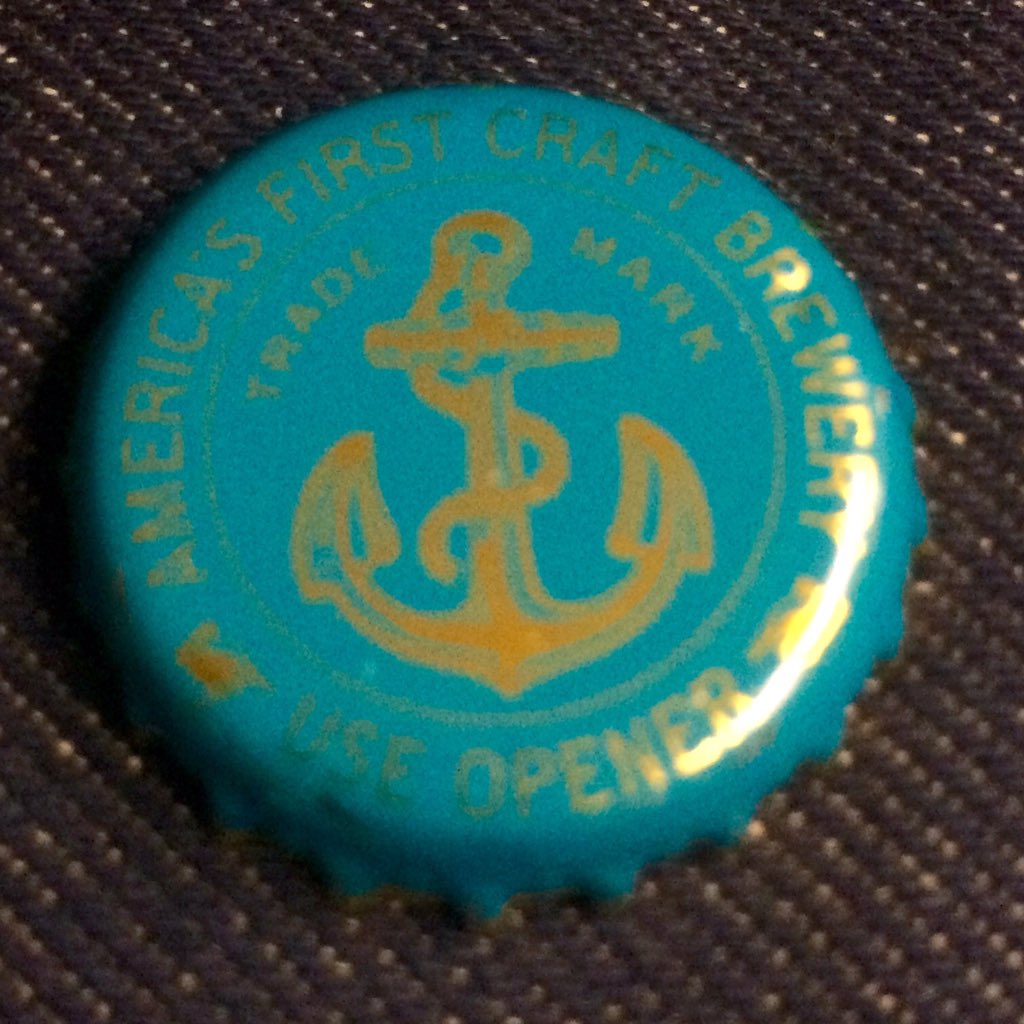 AMERICA'S FIRST CRAFT BREWERY
TRADE MARK
USE OPENER